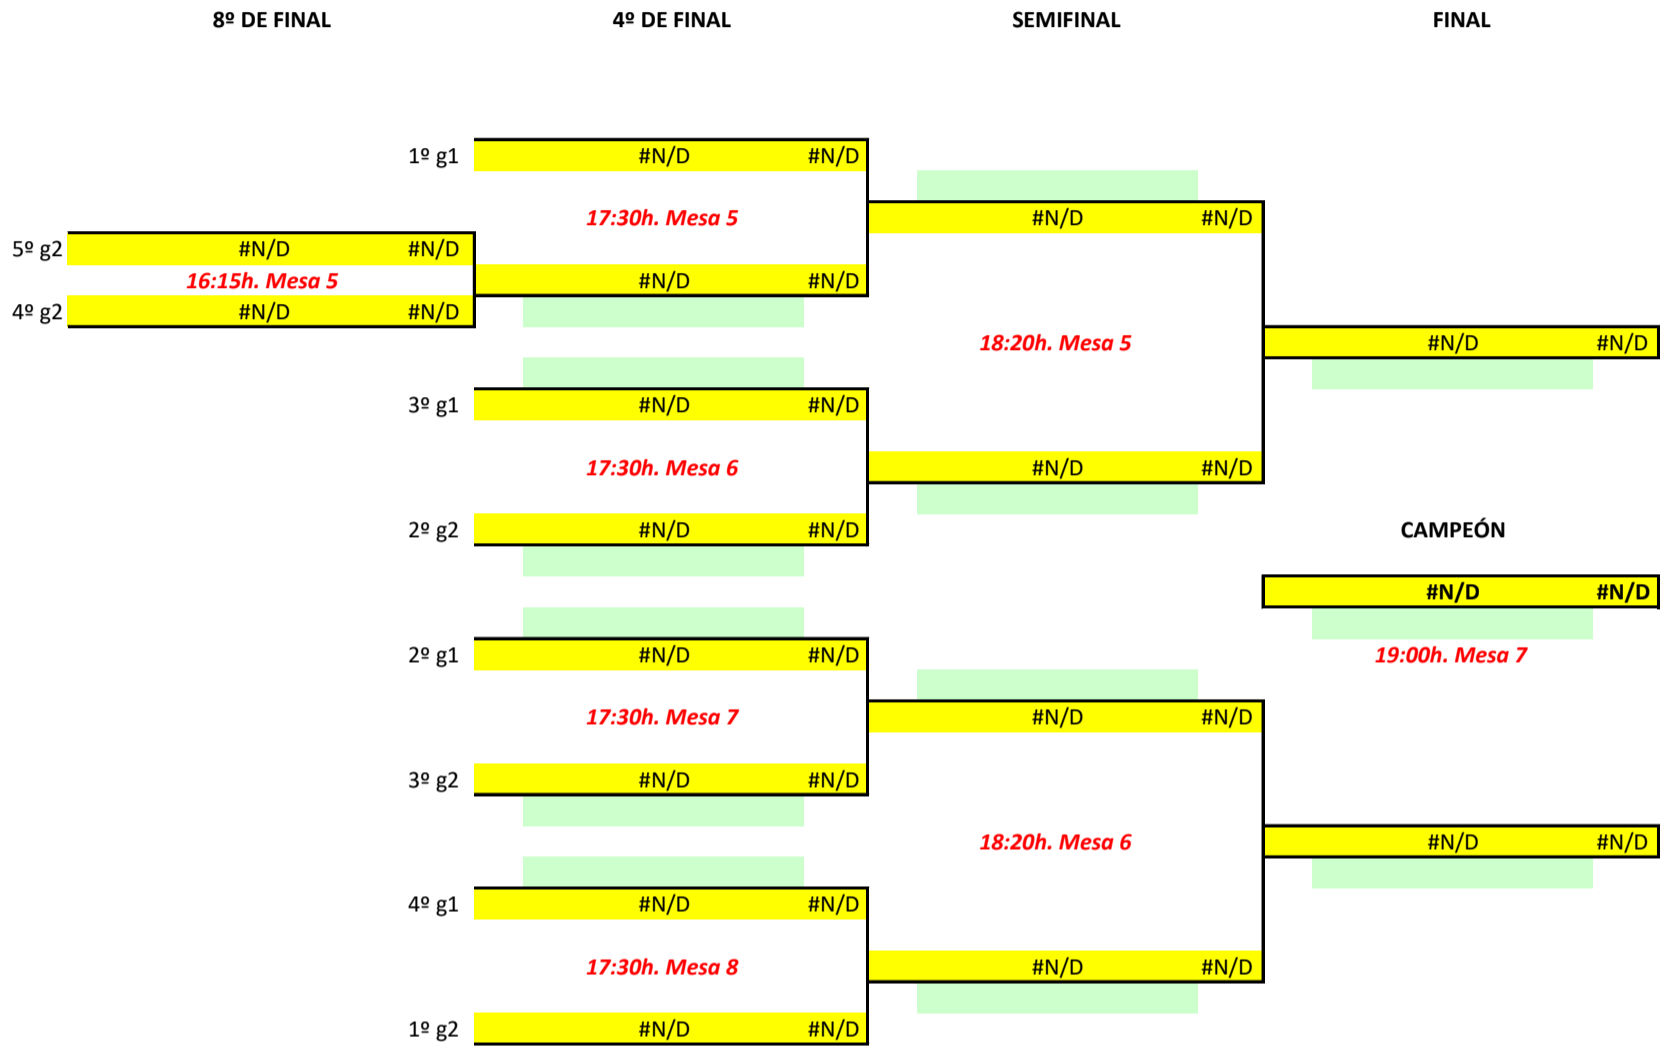 8º DE FINAL 4º DE FINAL SEMIFINAL FINAL
1º g1 #N/D #N/D
17:30h. Mesa 5 #N/D #N/D
5º g2 #N/D #N/D
16:15h. Mesa 5 #N/D #N/D
4º g2 #N/D #N/D
18:20h. Mesa 5 #N/D #N/D
3º g1 #N/D #N/D
17:30h. Mesa 6 #N/D #N/D
2º g2 #N/D #N/D CAMPEÓN
#N/D #N/D
2º g1 #N/D #N/D 19:00h. Mesa 7
17:30h. Mesa 7 #N/D #N/D
3º g2 #N/D #N/D
18:20h. Mesa 6 #N/D #N/D
4º g1 #N/D #N/D
17:30h. Mesa 8 #N/D #N/D
1º g2 #N/D #N/D